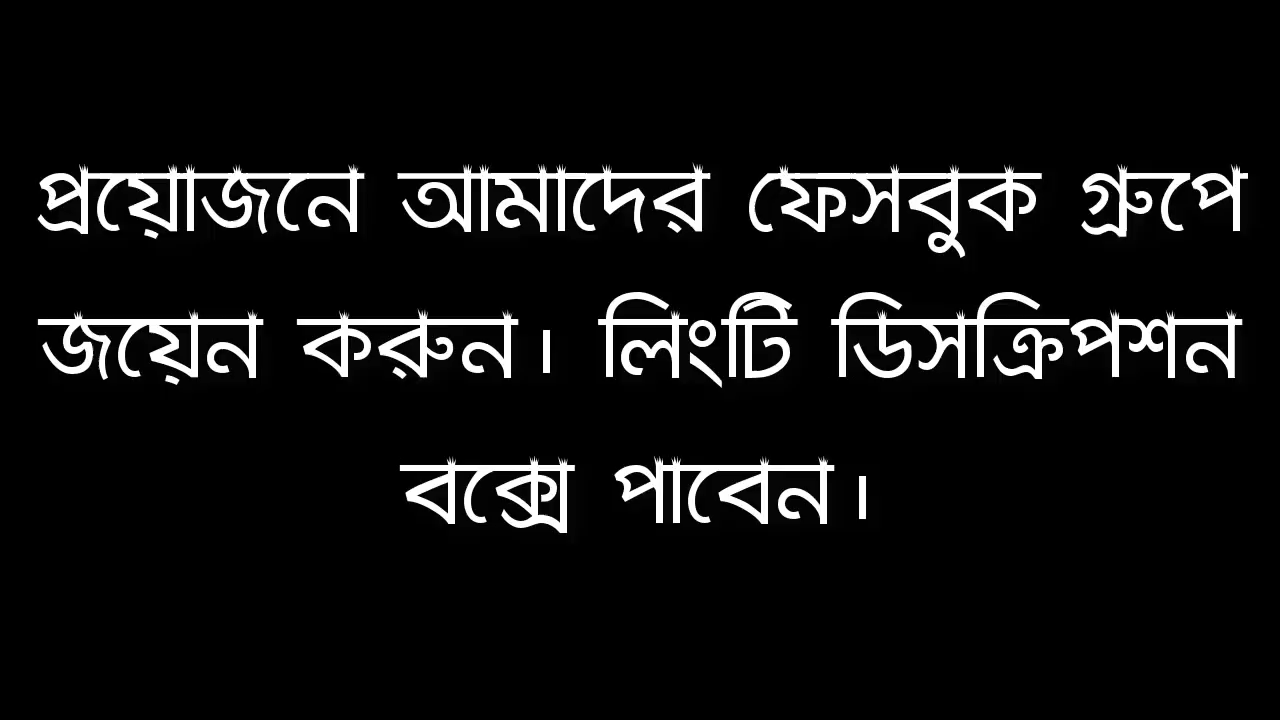 প্রয়োজনে আমাদের ফেসবুক গ্রুপে
জয়েন করুন। লিংটি ডিসক্রিপশন
বক্সে পাবেন।